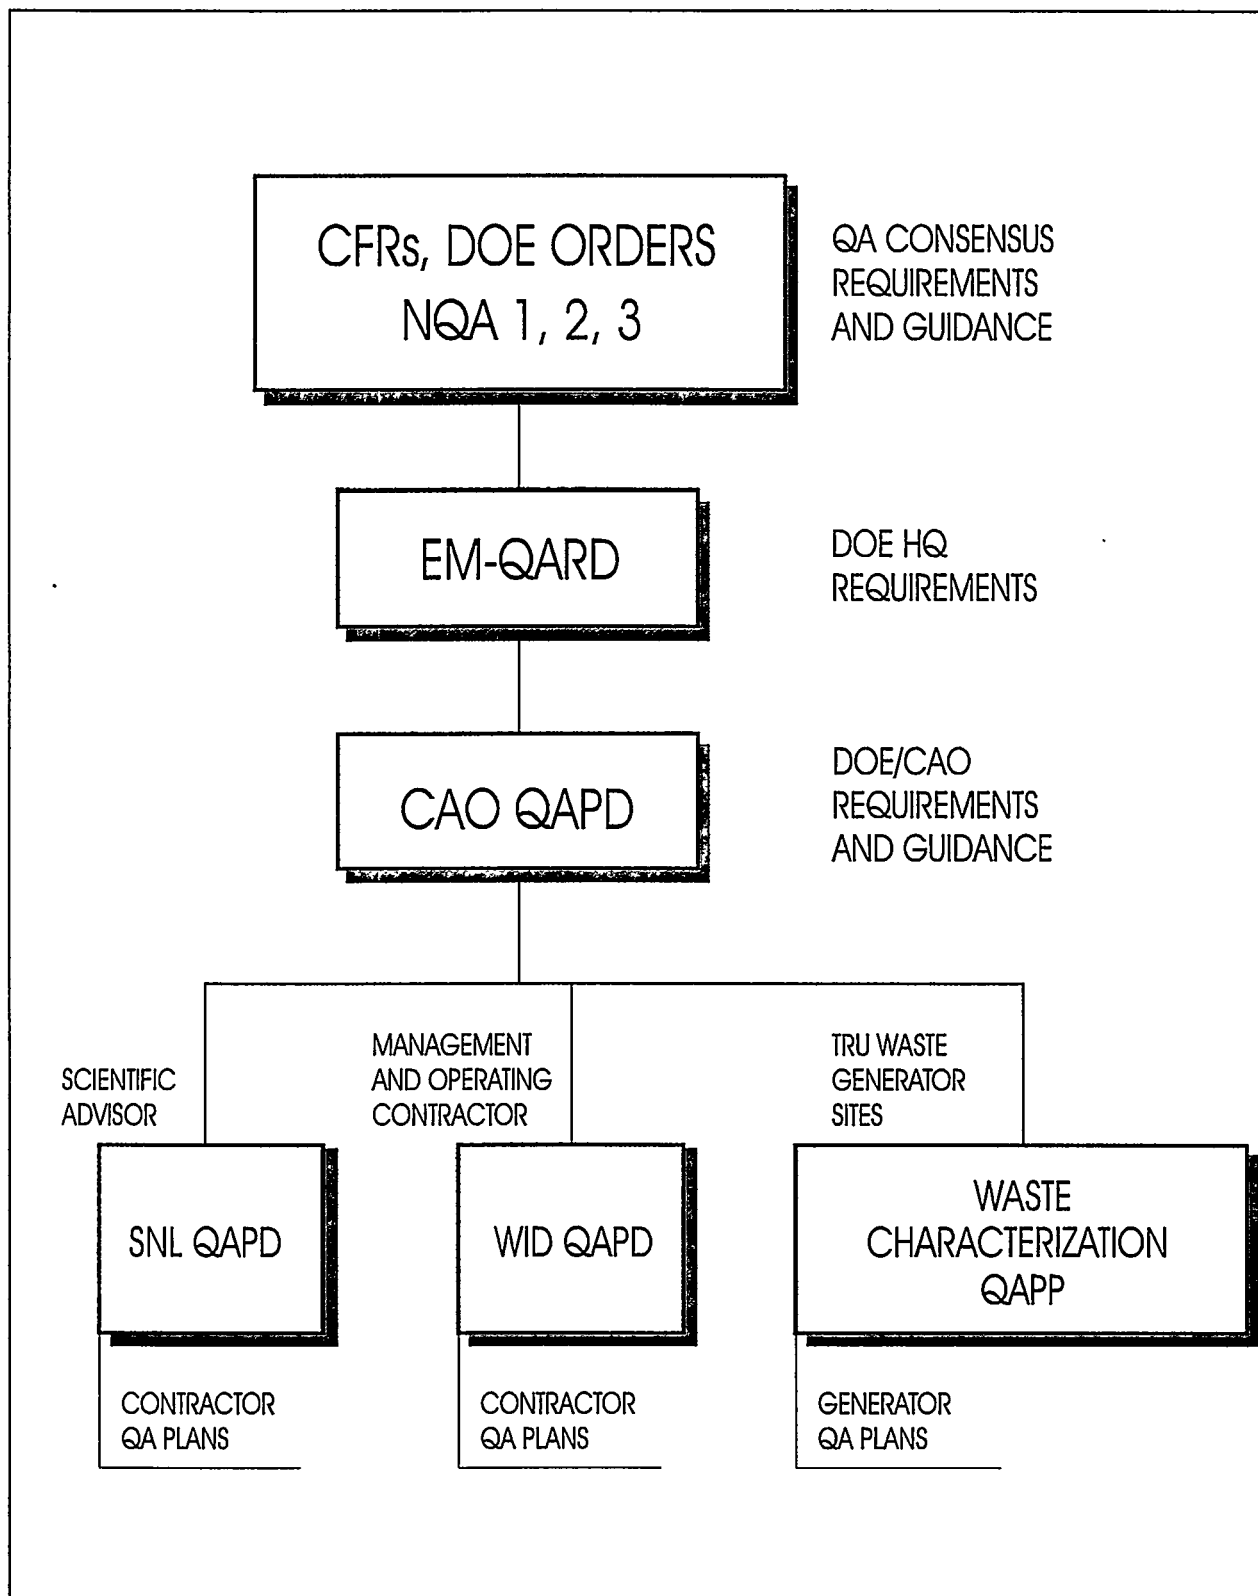 CFRs, DOE ORDERS
NQA 1, 2, 3
QA CONSENSUS
REQUIREMENTS
AND GUIDANCE
EM-QARD
DOE HQ
REQUIREMENTS
CAO QAPD
DOE/CAO
REQUIREMENTS
AND GUIDANCE
SCIENTIFIC
ADVISOR
MANAGEMENT
AND OPERATING
CONTRACTOR
TRU WASTE
GENERATOR
SITES
SNL QAPD
WID QAPD
WASTE
CHARACTERIZATION
QAPP
CONTRACTOR
QA PLANS
CONTRACTOR
QA PLANS
GENERATOR
QA PLANS